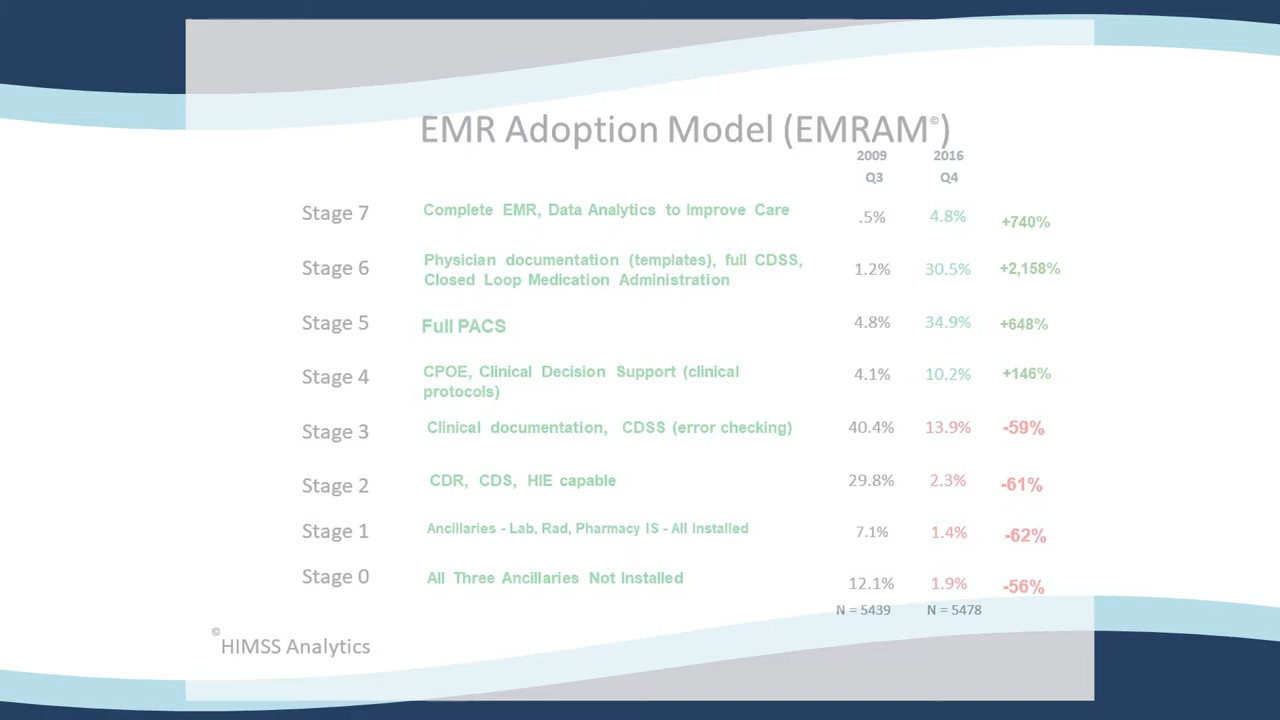 EMR Adoption Model (EMRAM©)
2009 2016
Q3 Q4
Stage 7 Complete EMR, Data Analytics to Improve Care .5% 4.8% +740%
Stage 6 Physician documentation (templates), full CDSS, 1.2% 30.5% +2,158%
Closed Loop Medication Administration
Stage 5 Full PACS 4.8% 34.9% +648%
Stage 4 CPOE, Clinical Decision Support (clinical 4.1% 10.2% +146%
protocols)
Stage 3 Clinical documentation, CDSS (error checking) 40.4% 13.9% -59%
Stage 2 CDR, CDS, HIE capable 29.8% 2.3% -61%
Stage 1 Ancillaries - Lab, Rad, Pharmacy IS - All Installed 7.1% 1.4% -62%
Stage 0 All Three Ancillaries Not Installed 12.1% 1.9% -56%
N = 5439 N = 5478
©HIMSS Analytics